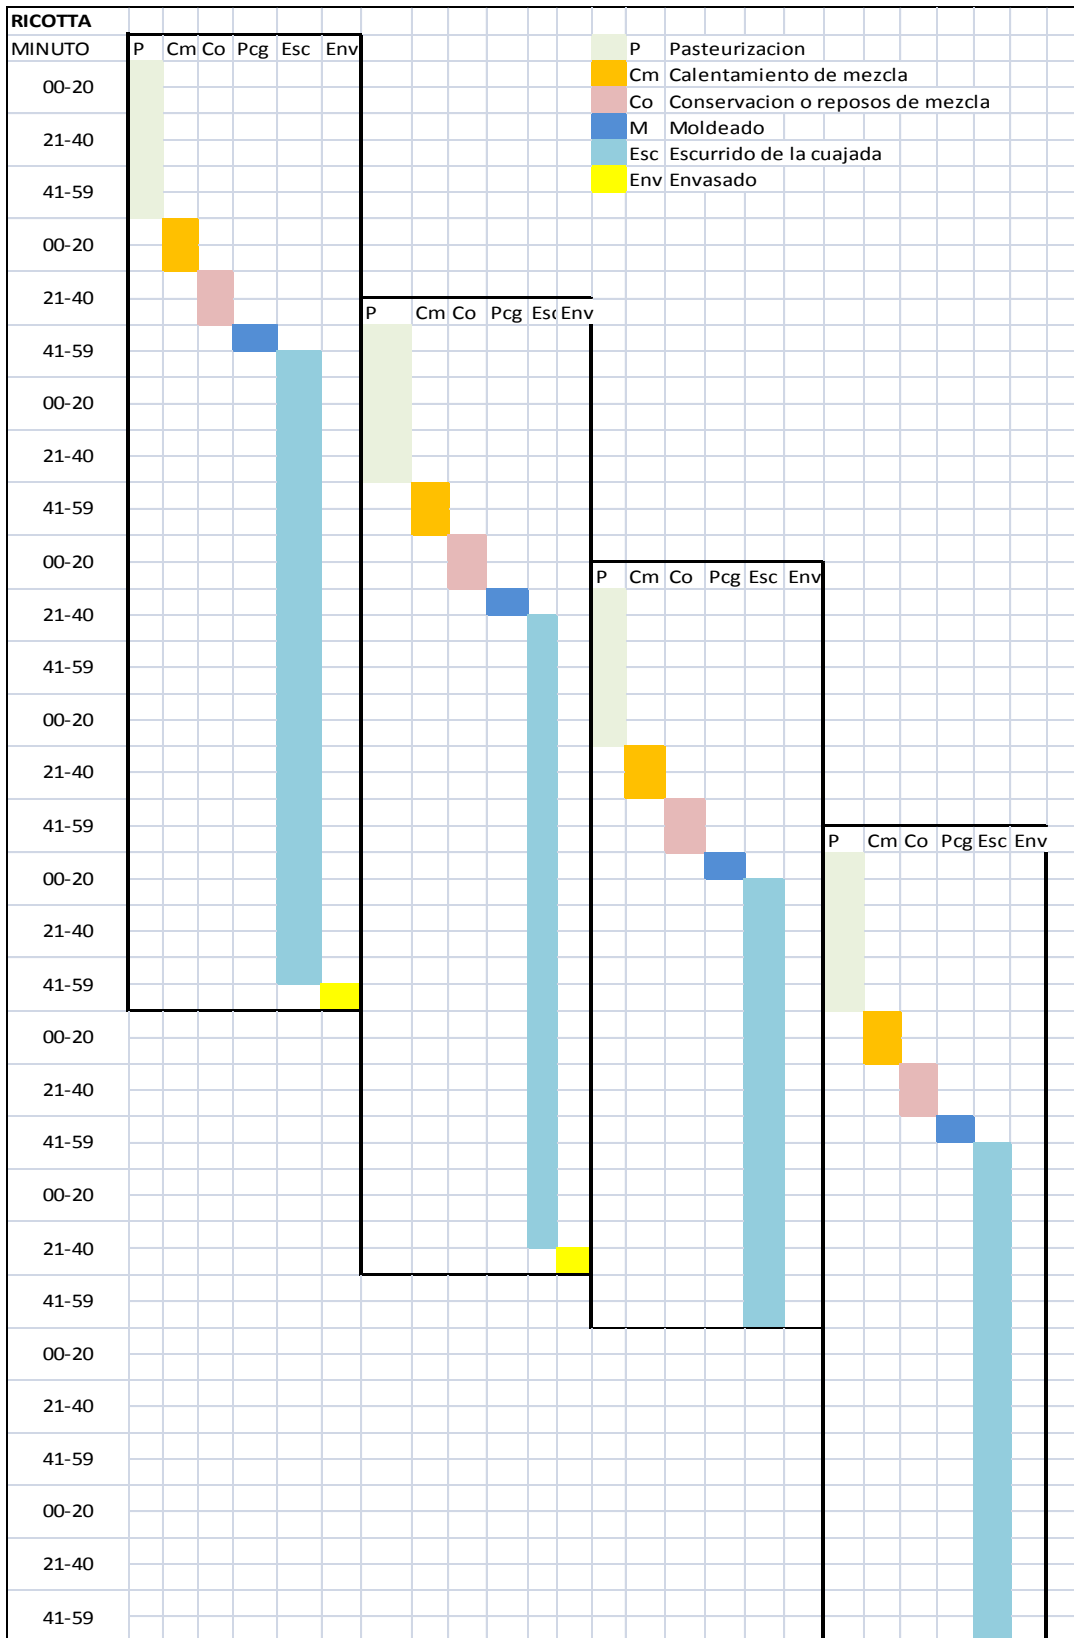 RICOTTA
MINUTO P Cm Co Pcg Esc Env
P Pasteurizacion
Cm Calentamiento de mezcla
00-20
Co Conservacion o reposos de mezcla
M Moldeado
21-40
Esc Escurrido de la cuajada
Env Envasado
41-59
00-20
21-40
P Cm Co Pcg Esc Env
41-59
00-20
21-40
41-59
00-20
P Cm Co Pcg Esc Env
21-40
41-59
00-20
21-40
41-59
P Cm Co Pcg Esc Env
00-20
21-40
41-59
00-20
21-40
41-59
00-20
21-40
41-59
00-20
21-40
41-59
00-20
21-40
41-59